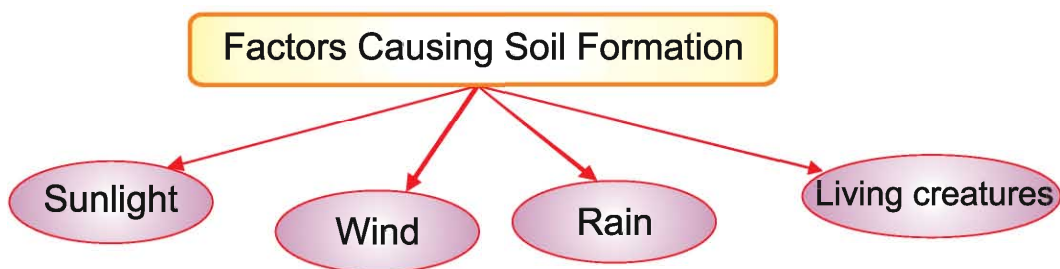 Factors Causing Soil Formation
Sunlight
Wind
Rain
Living creatures